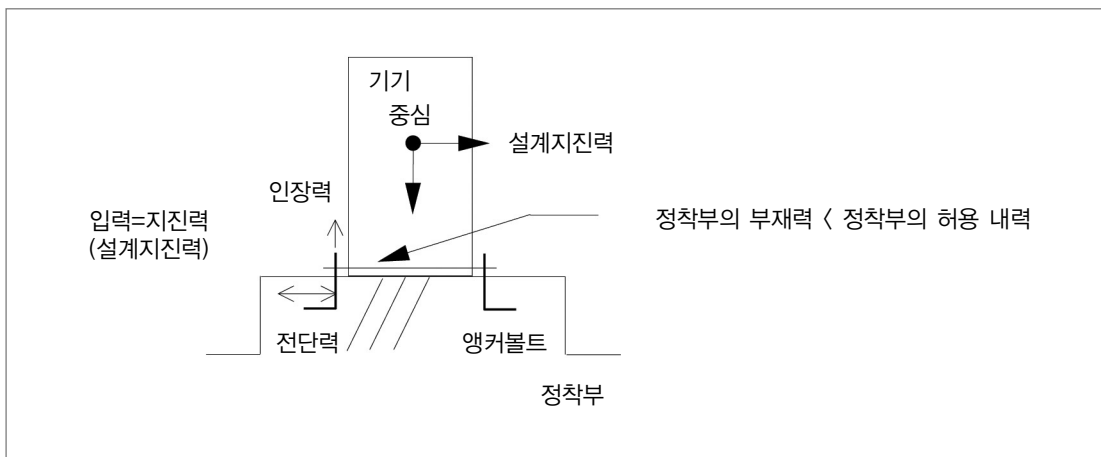 기기
중심
설계지진력
인장력
입력=지진력
(설계지진력)
정착부의 부재력 < 정착부의 허용 내력
전단력
앵커볼트
정착부